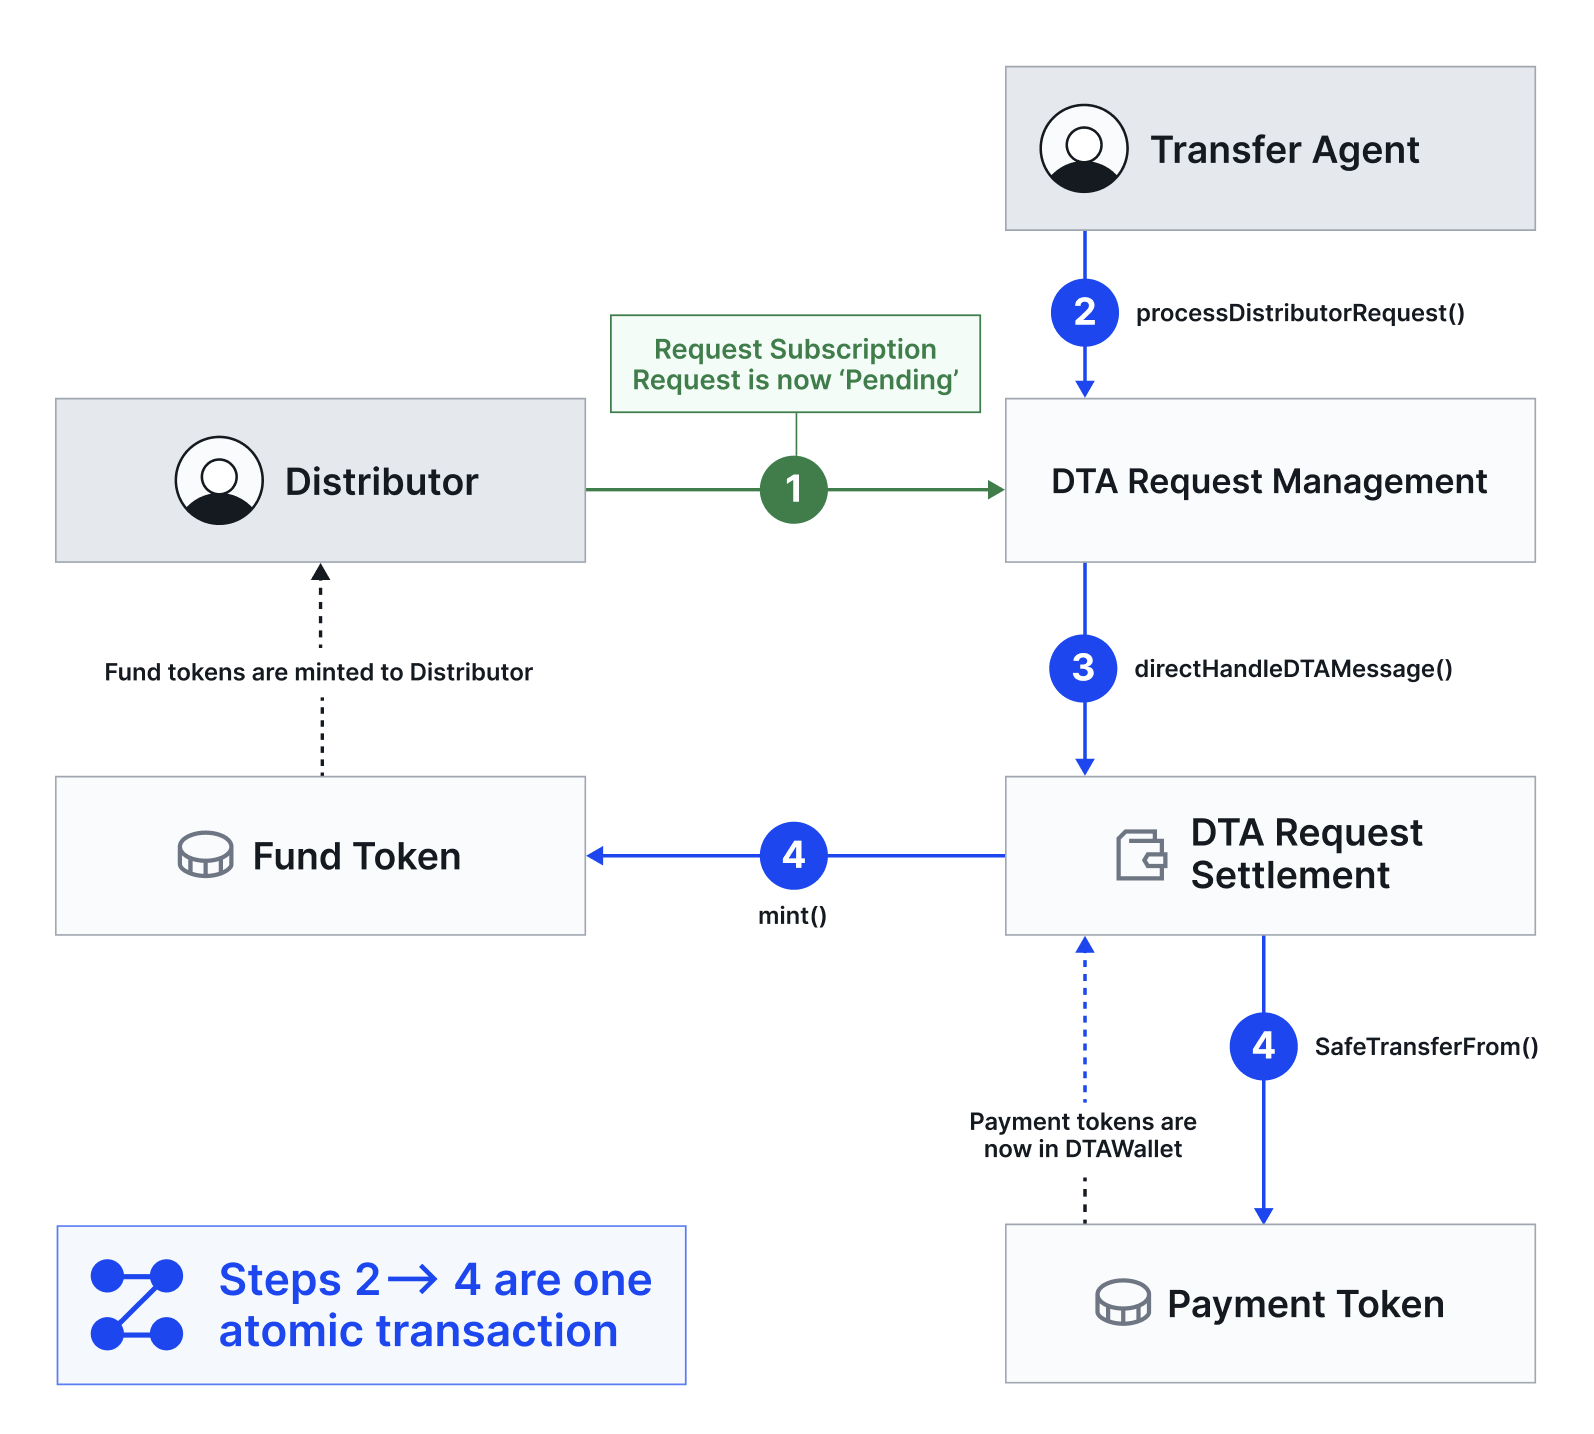 Transfer Agent
2
processDistributorRequest()
Request Subscription
Request is now ‘Pending’
Distributor
1
DTA Request Management
Fund tokens are minted to Distributor
3
directHandleDTAMessage()
Fund Token
4
mint()
DTA Request
Settlement
4
SafeTransferFrom()
Payment tokens are
now in DTAWallet
Steps 2 → 4 are one
atomic transaction
Payment Token